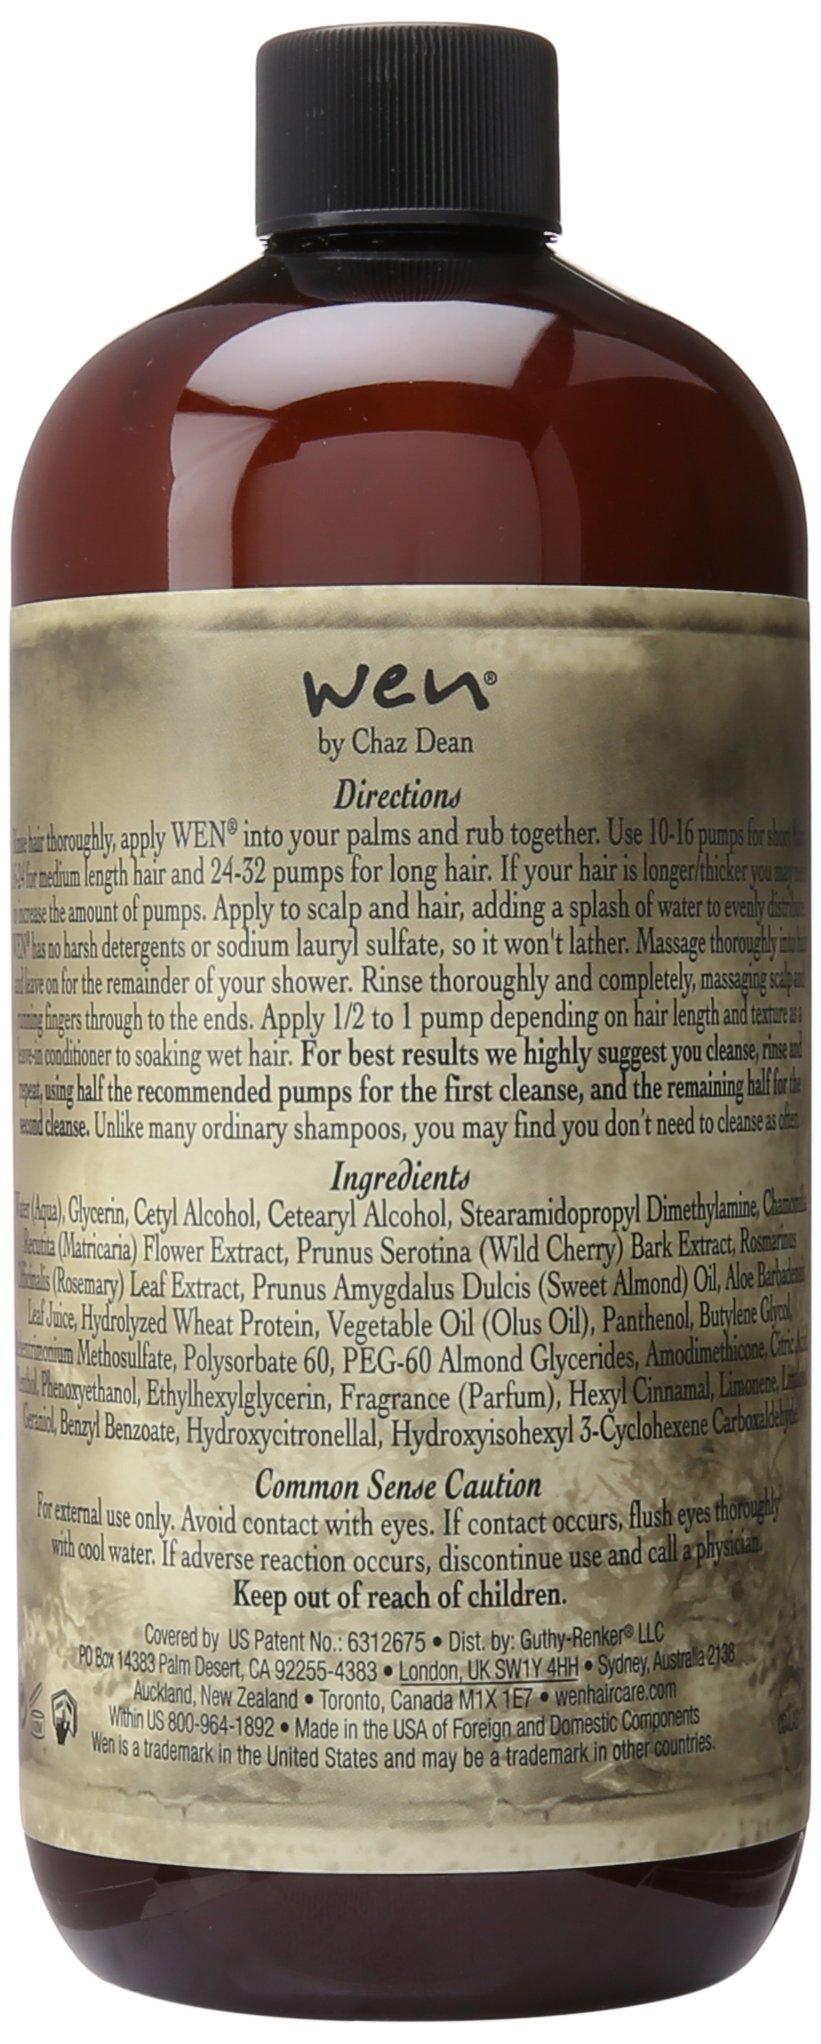 wen®
by Chaz Dean
Directions
hair thoroughly, apply WEN® into your palms and rub together. Use 10-16 pumps for short
for medium length hair and 24-32 pumps for long hair. If your hair is longer/thicker you may
increase the amount of pumps. Apply to scalp and hair, adding a splash of water to evenly
WEN® has no harsh detergents or sodium lauryl sulfate, so it won't lather. Massage thoroughly into
and leave on for the remainder of your shower. Rinse thoroughly and completely, massaging scalp and
running fingers through to the ends. Apply 1/2 to 1 pump depending on hair length and texture as a
leave-in conditioner to soaking wet hair. For best results we highly suggest you cleanse, rinse and
repeat, using half the recommended pumps for the first cleanse, and the remaining half for the
second cleanse. Unlike many ordinary shampoos, you may find you don't need to cleanse as often.
Ingredients
Water (Aqua), Glycerin, Cetyl Alcohol, Cetearyl Alcohol, Stearamidopropyl Dimethylamine, Chamomilla
Recutita (Matricaria) Flower Extract, Prunus Serotina (Wild Cherry) Bark Extract, Rosmarinus
Officinalis (Rosemary) Leaf Extract, Prunus Amygdalus Dulcis (Sweet Almond) Oil, Aloe Barbadensis
Leaf Juice, Hydrolyzed Wheat Protein, Vegetable Oil (Olus Oil), Panthenol, Butylene Glycol,
Methosulfate, Polysorbate 60, PEG-60 Almond Glycerides, Amodimethicone, Citric
Phenoxyethanol, Ethylhexylglycerin, Fragrance (Parfum), Hexyl Cinnamal, Limonene,
Geraniol, Benzyl Benzoate, Hydroxycitronellal, Hydroxyisohexyl 3-Cyclohexene Carboxaldehyde
Common Sense Caution
For external use only. Avoid contact with eyes. If contact occurs, flush eyes thoroughly
with cool water. If adverse reaction occurs, discontinue use and call a physician.
Keep out of reach of children.
Covered by US Patent No.: 6312675 • Dist. by: Guthy-Renker® LLC
PO Box 14383 Palm Desert, CA 92255-4383 • London, UK SW1Y 4HH • Sydney, Australia 2138
Auckland, New Zealand • Toronto, Canada M1X 1E7 • wenhaircare.com
Within US 800-964-1892 • Made in the USA of Foreign and Domestic Components
Wen is a trademark in the United States and may be a trademark in other countries.